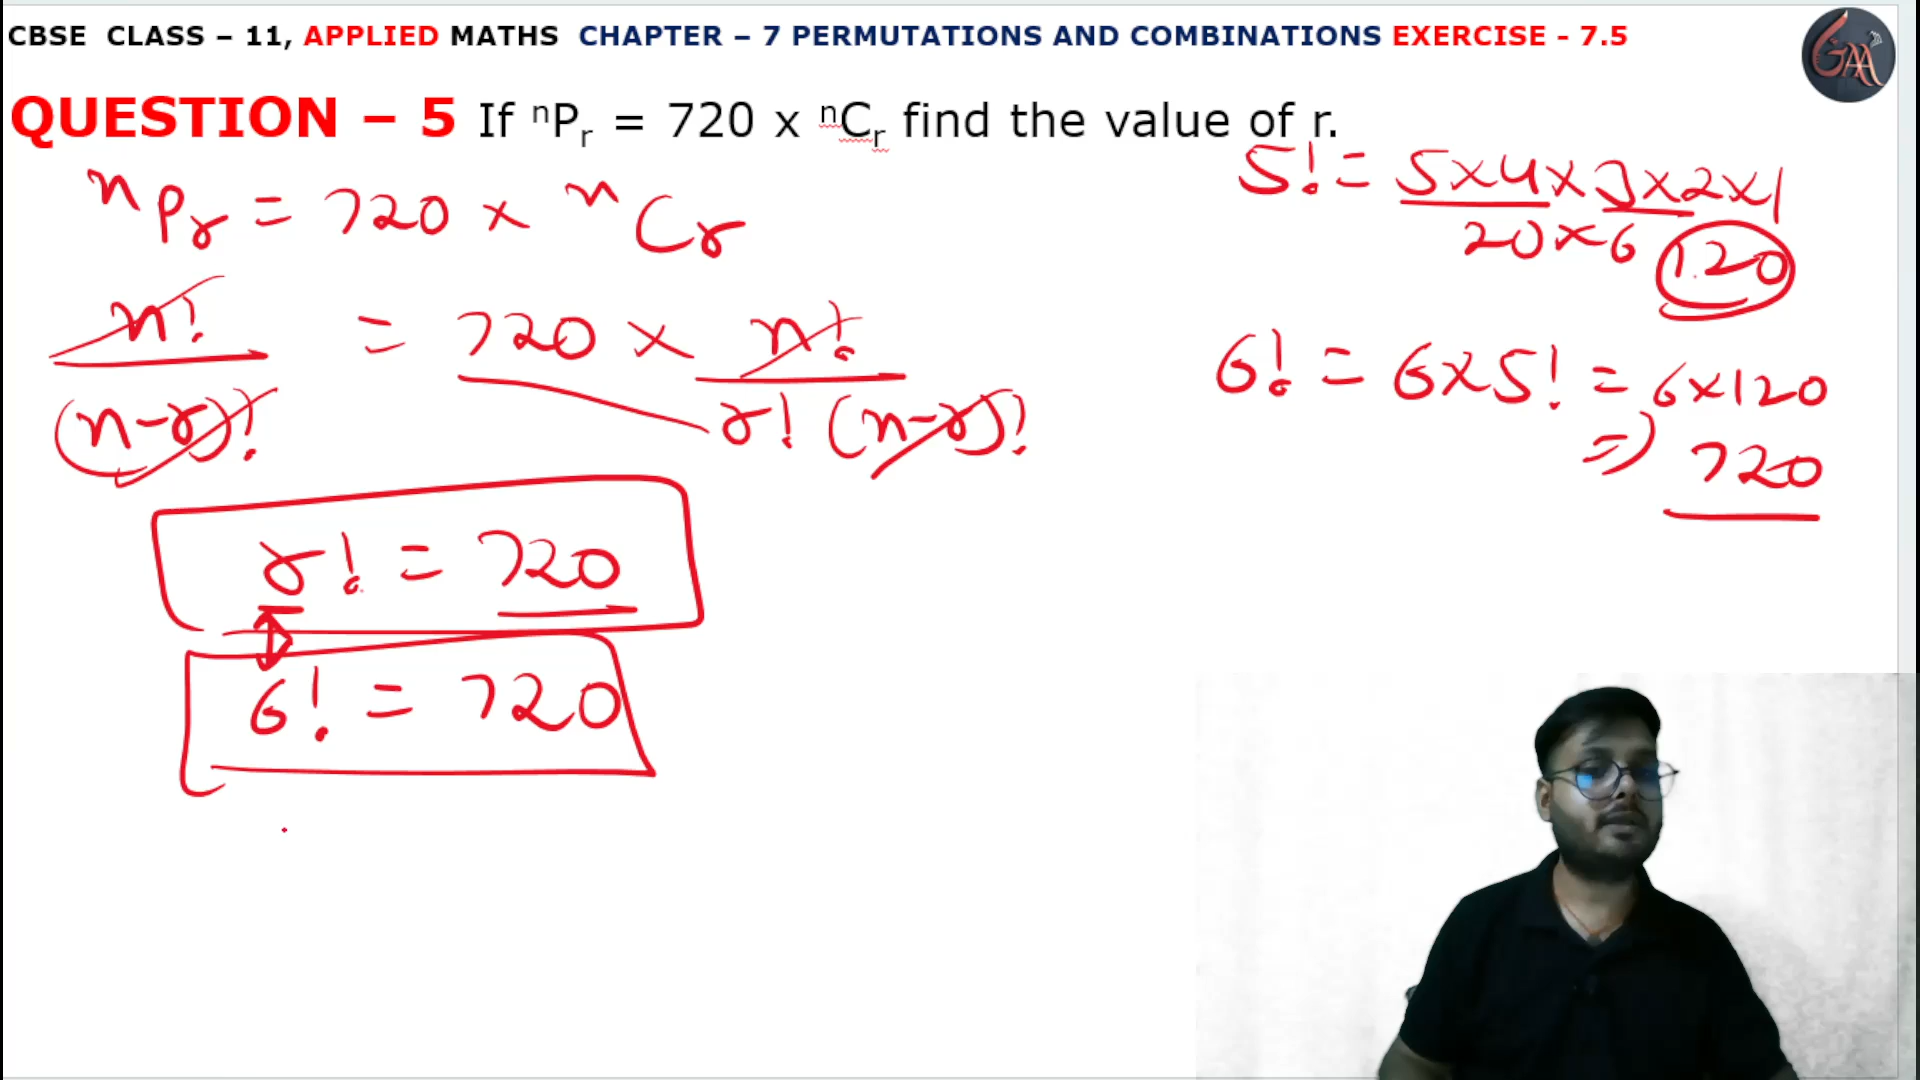 CBSE CLASS – 11, APPLIED MATHS CHAPTER – 7 PERMUTATIONS AND COMBINATIONS EXERCISE - 7.5
QUESTION – 5 If ⁿPᵣ = 720 x ⁿCᵣ find the value of r.
ⁿPᵣ = 720 × ⁿCᵣ
n! / (n-r)! = 720 × n! / r! (n-r)!
r! = 720
6! = 720
5! = 5×4×3×2×1
20×6 120
6! = 6×5! = 6×120
⇒ 720
GAA